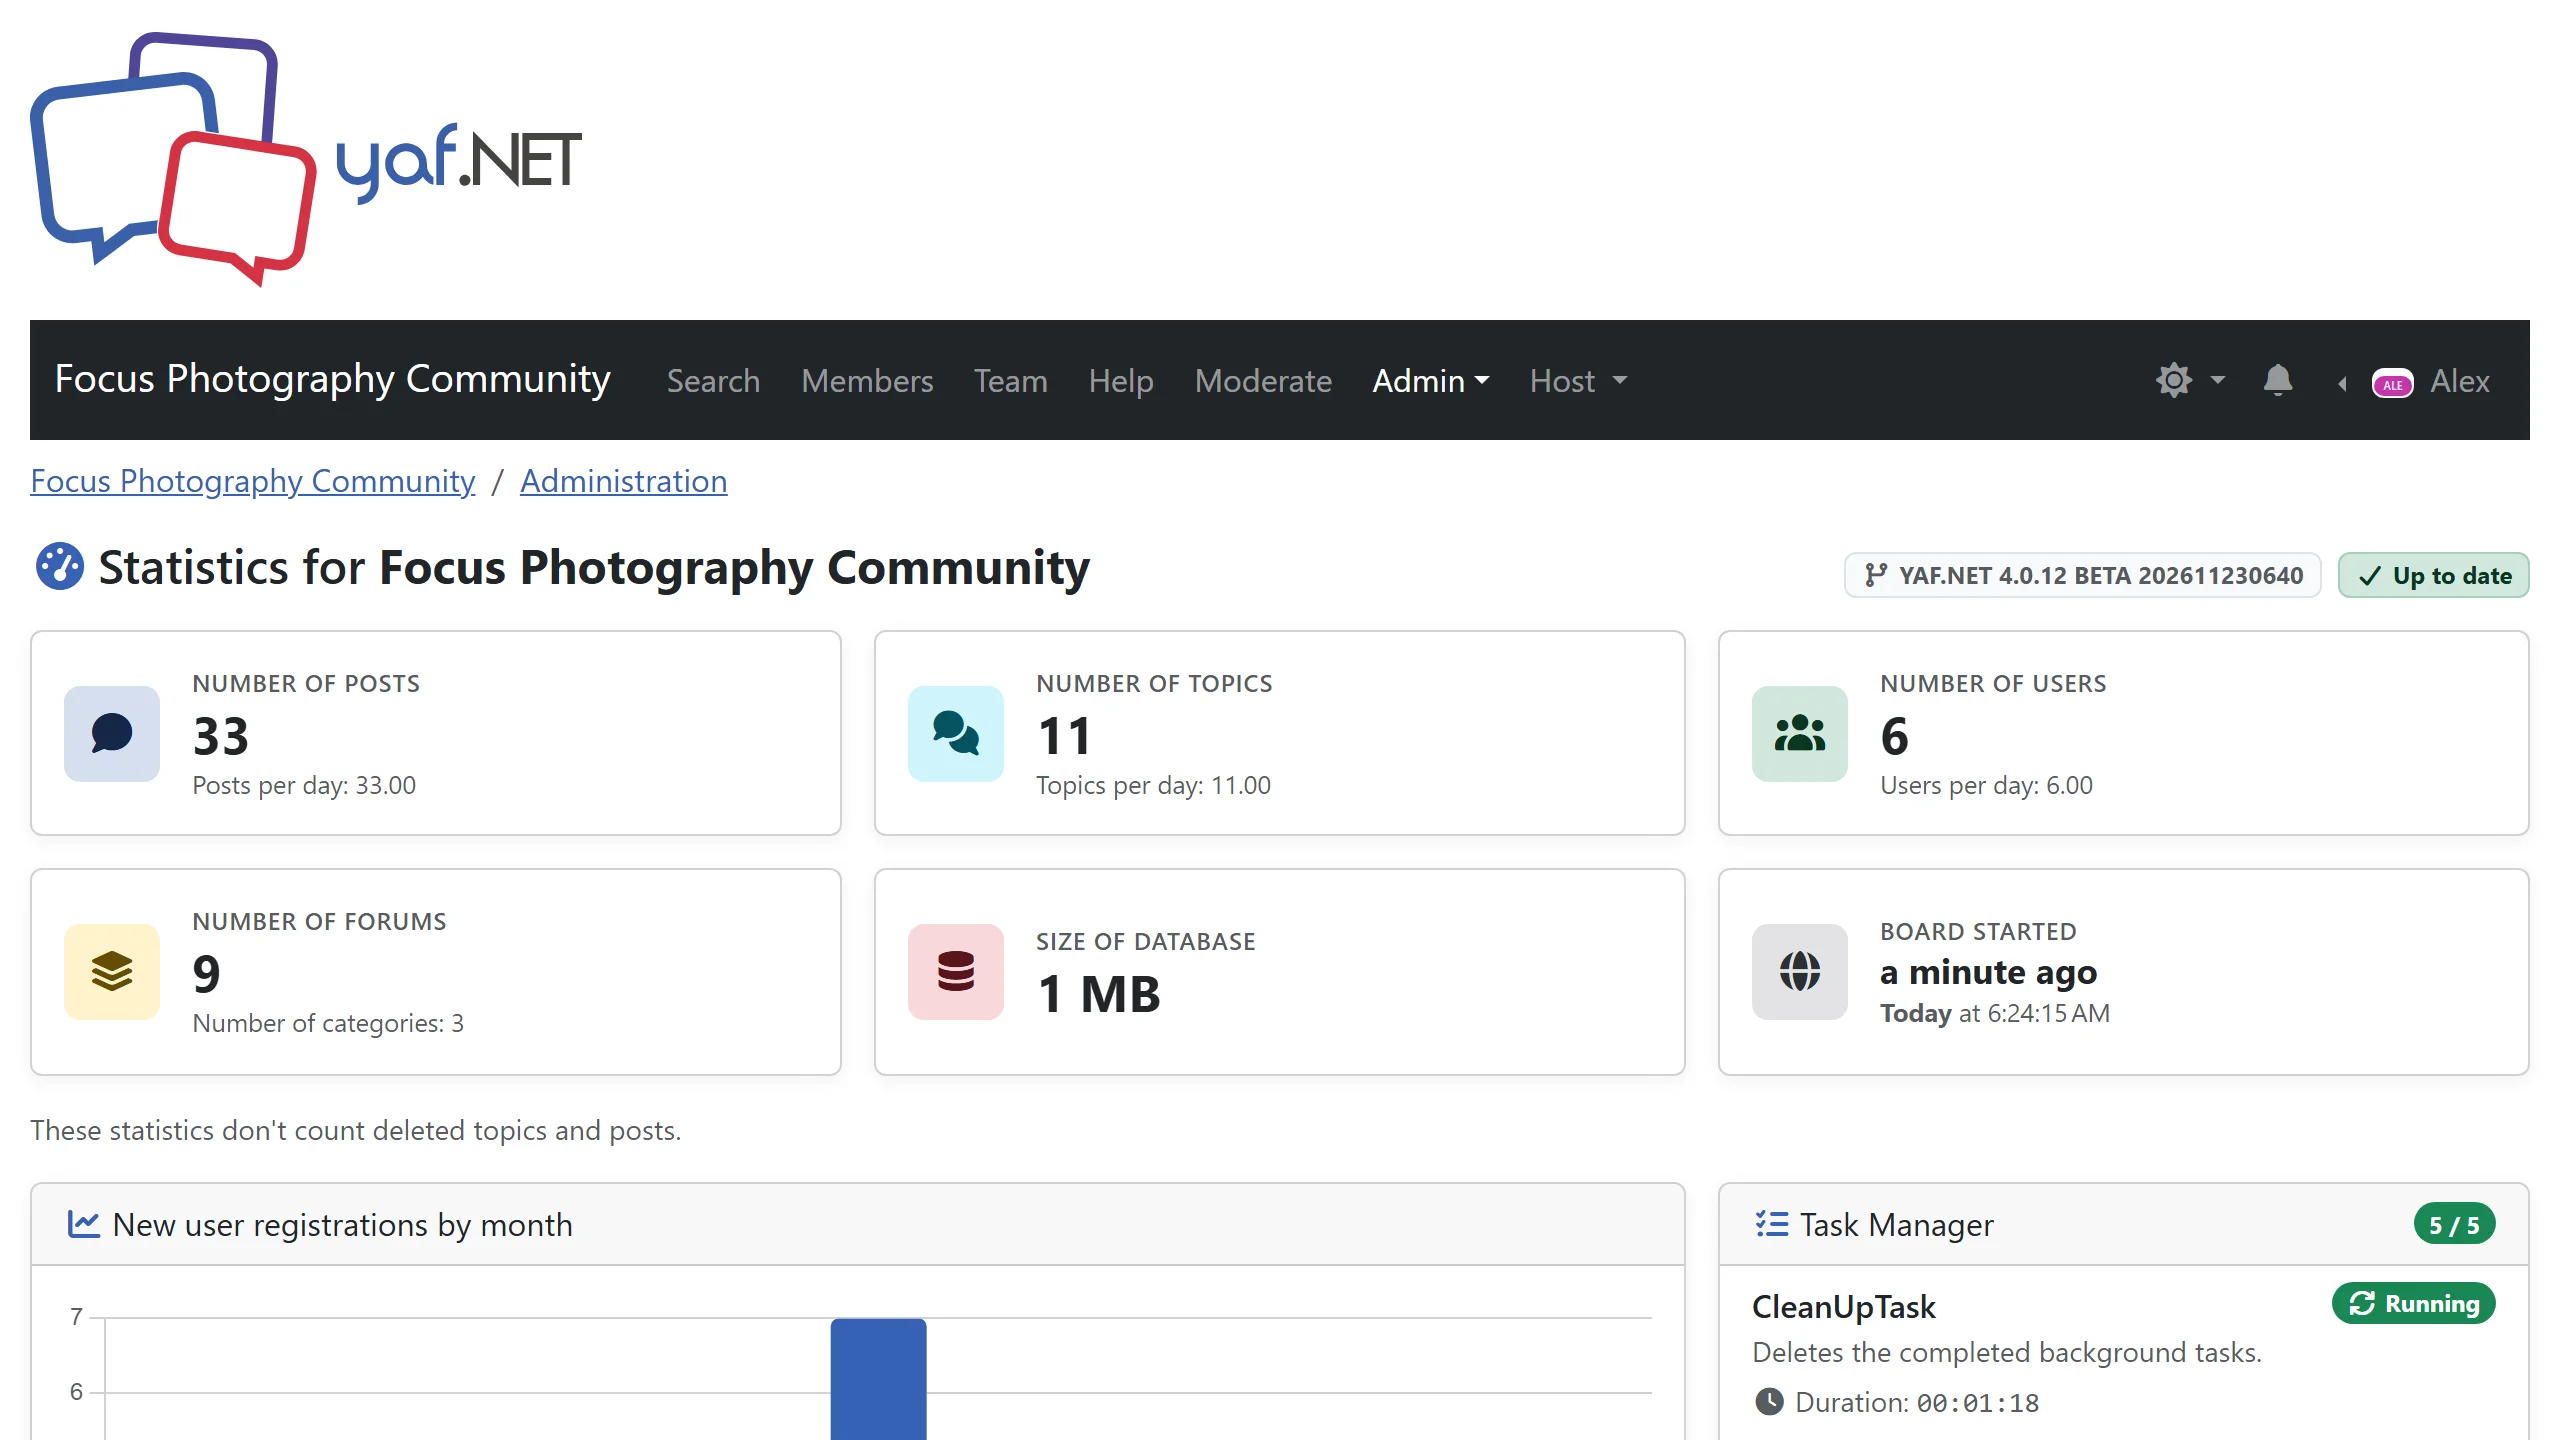 yaf.NET
Focus Photography Community Search Members Team Help Moderate Admin Host ALE Alex
Focus Photography Community / Administration
Statistics for Focus Photography Community
YAF.NET 4.0.12 BETA 202611230640 Up to date
NUMBER OF POSTS
33
Posts per day: 33.00
NUMBER OF TOPICS
11
Topics per day: 11.00
NUMBER OF USERS
6
Users per day: 6.00
NUMBER OF FORUMS
9
Number of categories: 3
SIZE OF DATABASE
1 MB
BOARD STARTED
a minute ago
Today at 6:24:15 AM
These statistics don't count deleted topics and posts.
New user registrations by month
7
6
Task Manager 5 / 5
CleanUpTask Running
Deletes the completed background tasks.
Duration: 00:01:18